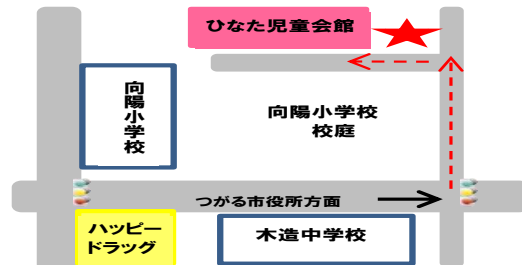 ひなた児童会館
向陽小学校
向陽小学校
校庭
つがる市役所方面
ハッピー
ドラッグ
木造中学校